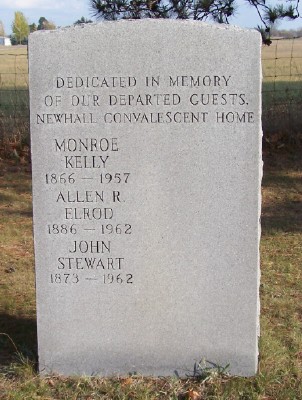 DEDICATED IN MEMORY
OF OUR DEPARTED GUESTS,
NEWHALL CONVALESCENT HOME
MONROE
KELLY
1866 — 1957
ALLEN R.
ELROD
1886 — 1962
JOHN
STEWART
1873 — 1962